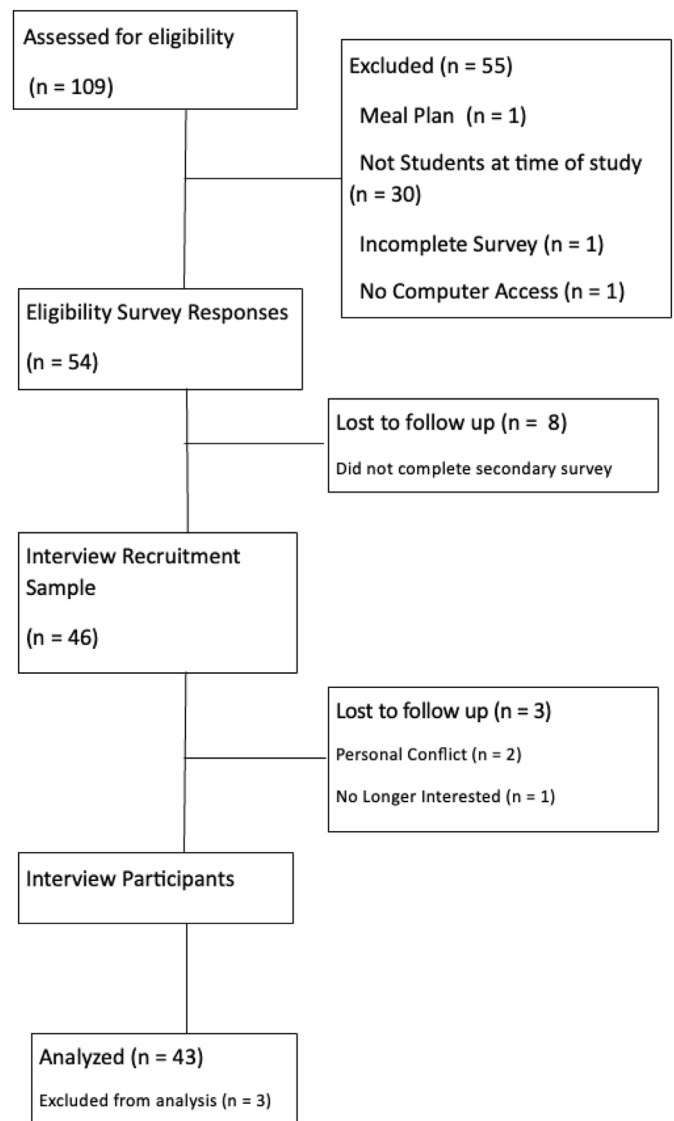 Assessed for eligibility
(n = 109)
Excluded (n = 55)
Meal Plan (n = 1)
Not Students at time of study
(n = 30)
Incomplete Survey (n = 1)
No Computer Access (n = 1)
Eligibility Survey Responses
(n = 54)
Lost to follow up (n = 8)
Did not complete secondary survey
Interview Recruitment
Sample
(n = 46)
Lost to follow up (n = 3)
Personal Conflict (n = 2)
No Longer Interested (n = 1)
Interview Participants
Analyzed (n = 43)
Excluded from analysis (n = 3)